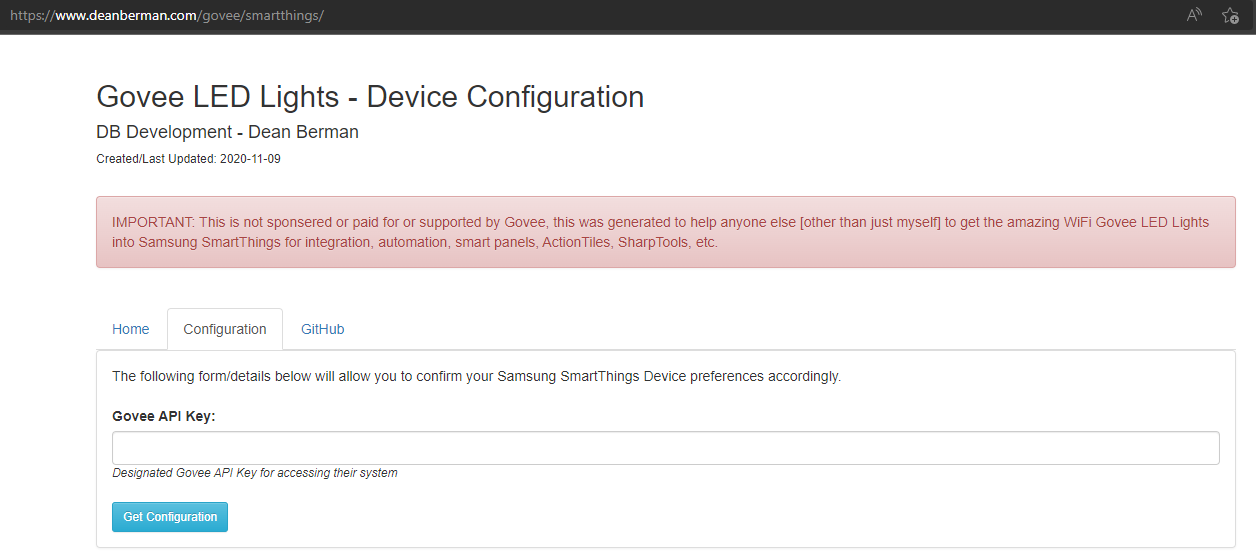 https://www.deanberman.com/govee/smartthings/
Govee LED Lights - Device Configuration
DB Development - Dean Berman
Created/Last Updated: 2020-11-09
IMPORTANT: This is not sponsered or paid for or supported by Govee, this was generated to help anyone else [other than just myself] to get the amazing WiFi Govee LED Lights
into Samsung SmartThings for integration, automation, smart panels, ActionTiles, SharpTools, etc.
Home Configuration GitHub
The following form/details below will allow you to confirm your Samsung SmartThings Device preferences accordingly.
Govee API Key:
Designated Govee API Key for accessing their system
Get Configuration